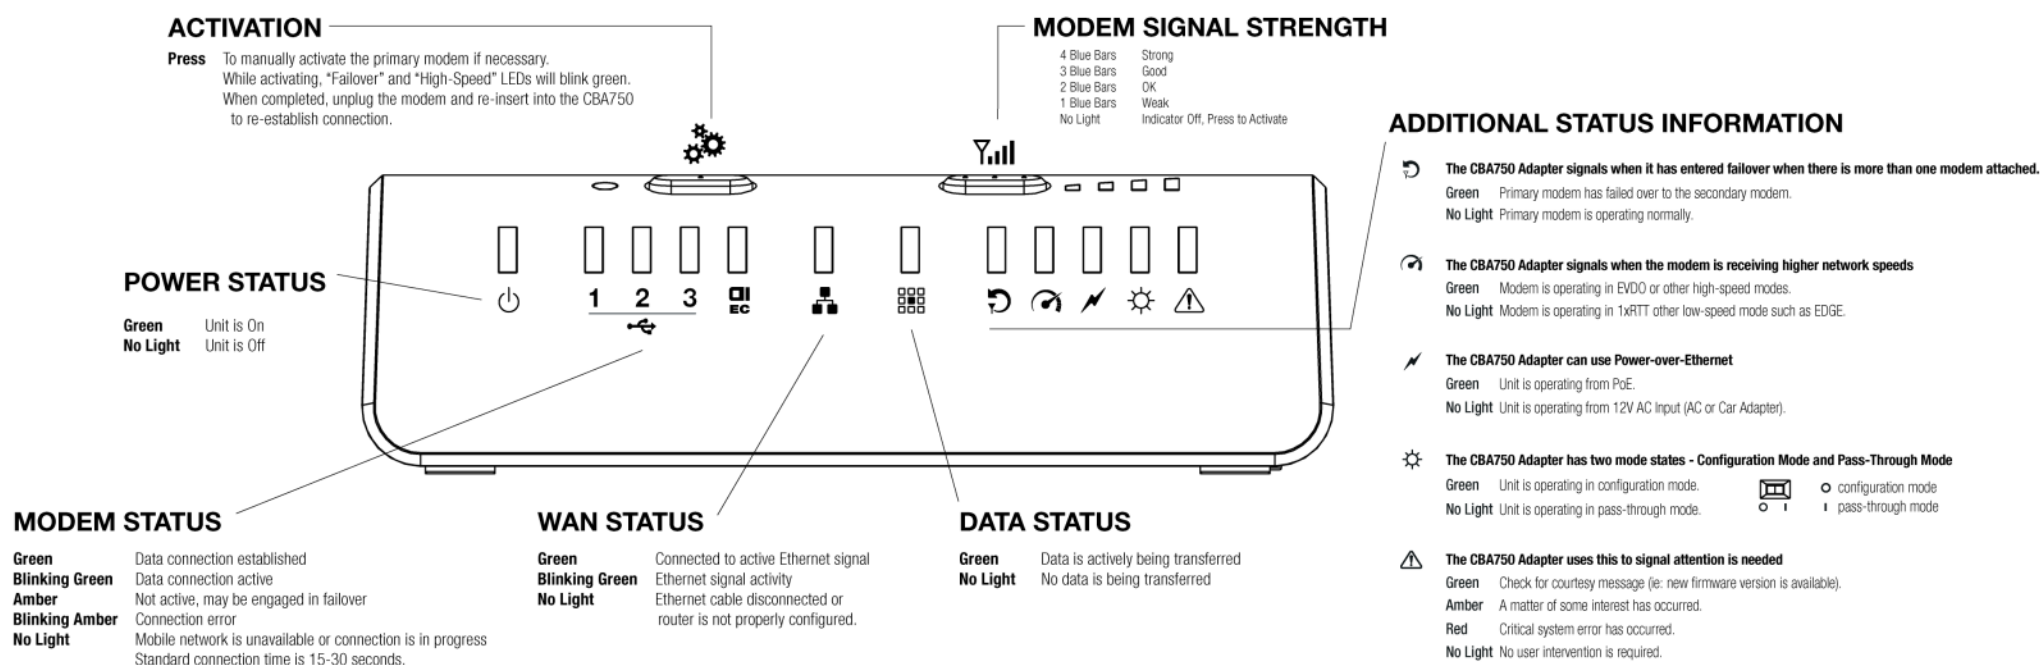 ACTIVATION
Press To manually activate the primary modem if necessary.
While activating, “Failover” and “High-Speed” LEDs will blink green.
When completed, unplug the modem and re-insert into the CBA750
to re-establish connection.
MODEM SIGNAL STRENGTH
4 Blue Bars Strong
3 Blue Bars Good
2 Blue Bars OK
1 Blue Bars Weak
No Light Indicator Off, Press to Activate
POWER STATUS
Green Unit is On
No Light Unit is Off
1 2 3 EC
MODEM STATUS
Green Data connection established
Blinking Green Data connection active
Amber Not active, may be engaged in failover
Blinking Amber Connection error
No Light Mobile network is unavailable or connection is in progress
Standard connection time is 15-30 seconds.
WAN STATUS
Green Connected to active Ethernet signal
Blinking Green Ethernet signal activity
No Light Ethernet cable disconnected or
router is not properly configured.
DATA STATUS
Green Data is actively being transferred
No Light No data is being transferred
ADDITIONAL STATUS INFORMATION
The CBA750 Adapter signals when it has entered failover when there is more than one modem attached.
Green Primary modem has failed over to the secondary modem.
No Light Primary modem is operating normally.
The CBA750 Adapter signals when the modem is receiving higher network speeds
Green Modem is operating in EVDO or other high-speed modes.
No Light Modem is operating in 1xRTT other low-speed mode such as EDGE.
The CBA750 Adapter can use Power-over-Ethernet
Green Unit is operating from PoE.
No Light Unit is operating from 12V AC Input (AC or Car Adapter).
The CBA750 Adapter has two mode states - Configuration Mode and Pass-Through Mode
Green Unit is operating in configuration mode.
No Light Unit is operating in pass-through mode.
O I
O configuration mode
I pass-through mode
The CBA750 Adapter uses this to signal attention is needed
Green Check for courtesy message (ie: new firmware version is available).
Amber A matter of some interest has occurred.
Red Critical system error has occurred.
No Light No user intervention is required.